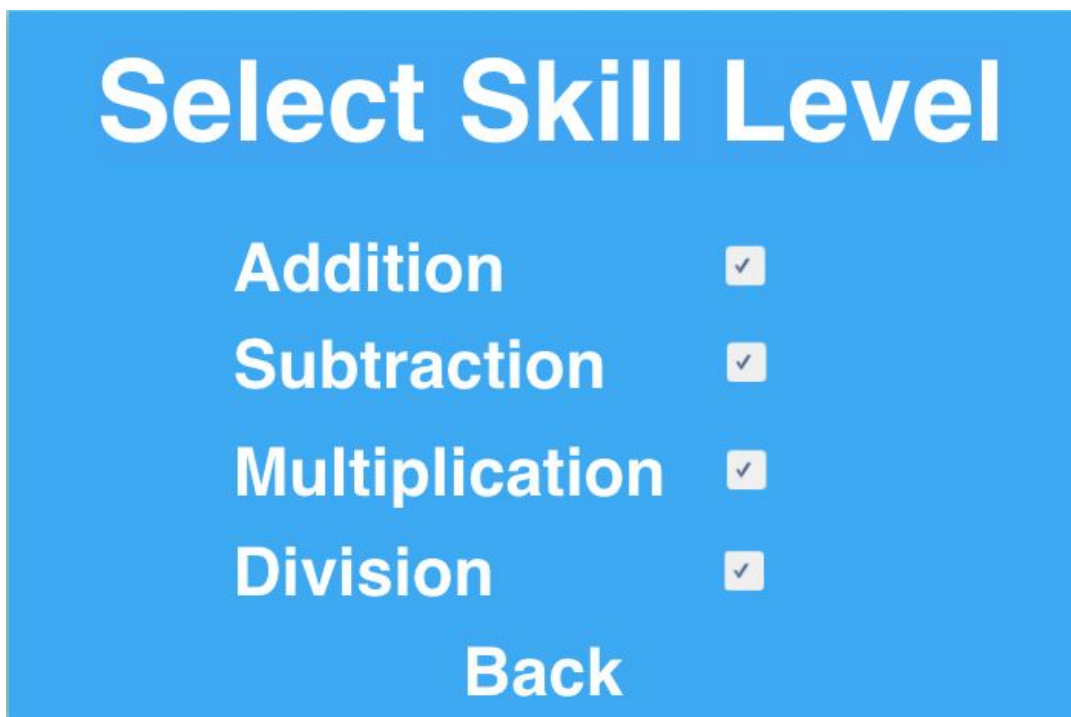 Select Skill Level
Addition
Subtraction
Multiplication
Division
Back